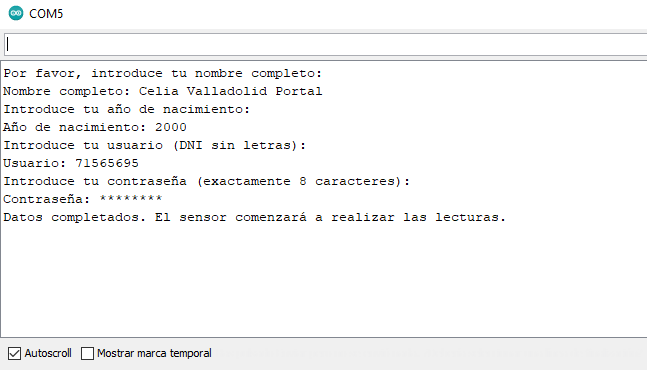 COM5
Por favor, introduce tu nombre completo:
Nombre completo: Celia Valladolid Portal
Introduce tu año de nacimiento:
Año de nacimiento: 2000
Introduce tu usuario (DNI sin letras):
Usuario: 71565695
Introduce tu contraseña (exactamente 8 caracteres):
Contraseña: ********
Datos completados. El sensor comenzará a realizar las lecturas.
Autoscroll Mostrar marca temporal